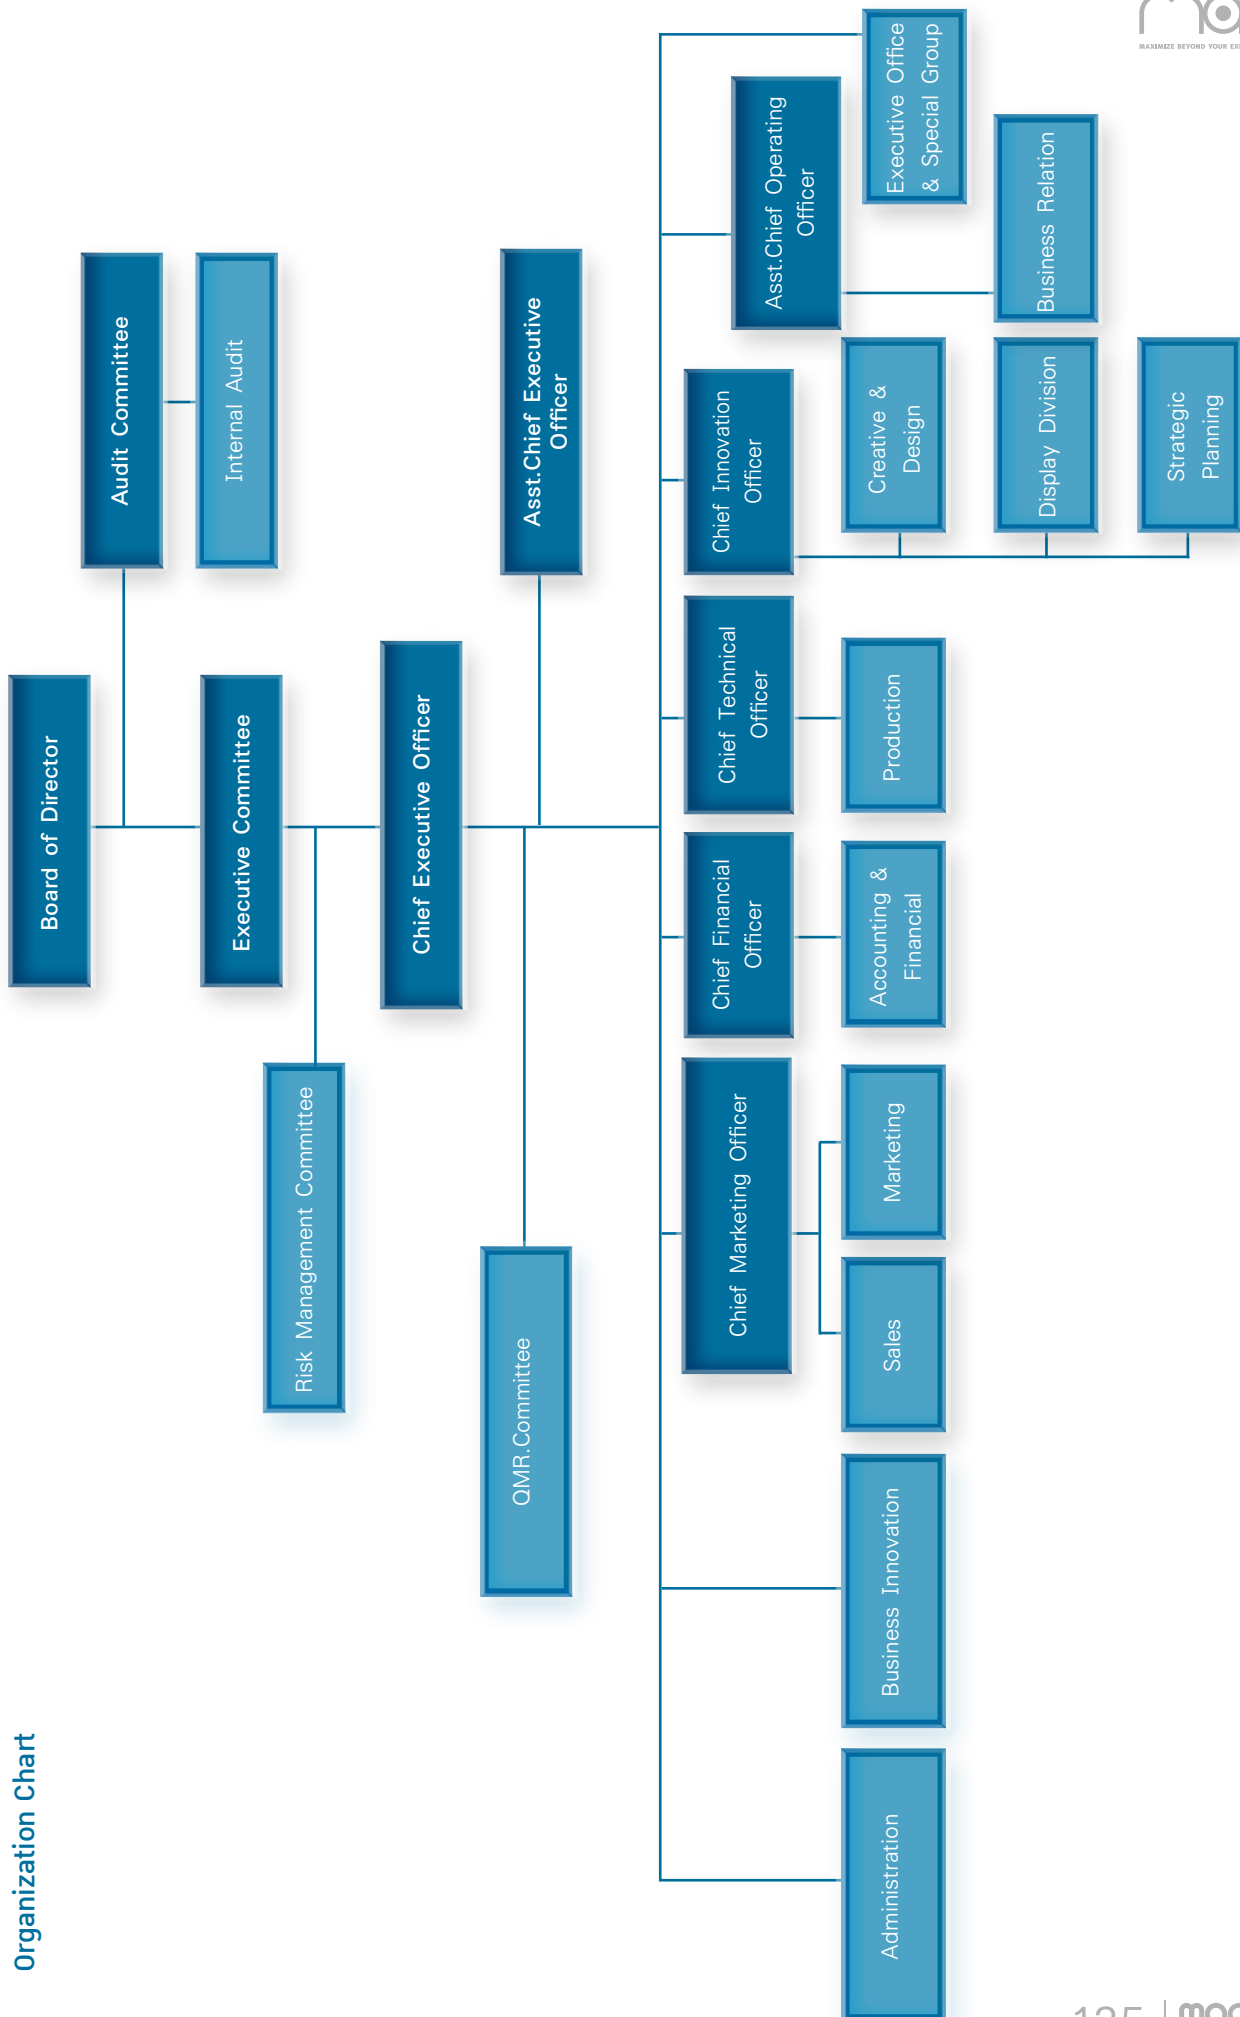 Organization Chart
Board of Director
Audit Committee
Internal Audit
Executive Committee
Risk Management Committee
Chief Executive Officer
Asst.Chief Executive
Officer
QMR.Committee
Administration
Business Innovation
Chief Marketing Officer
Sales
Marketing
Chief Financial
Officer
Accounting &
Financial
Chief Technical
Officer
Production
Chief Innovation
Officer
Creative &
Design
Display Division
Strategic
Planning
Asst.Chief Operating
Officer
Business Relation
Executive Office
& Special Group
MAXIMIZE BEYOND YOUR